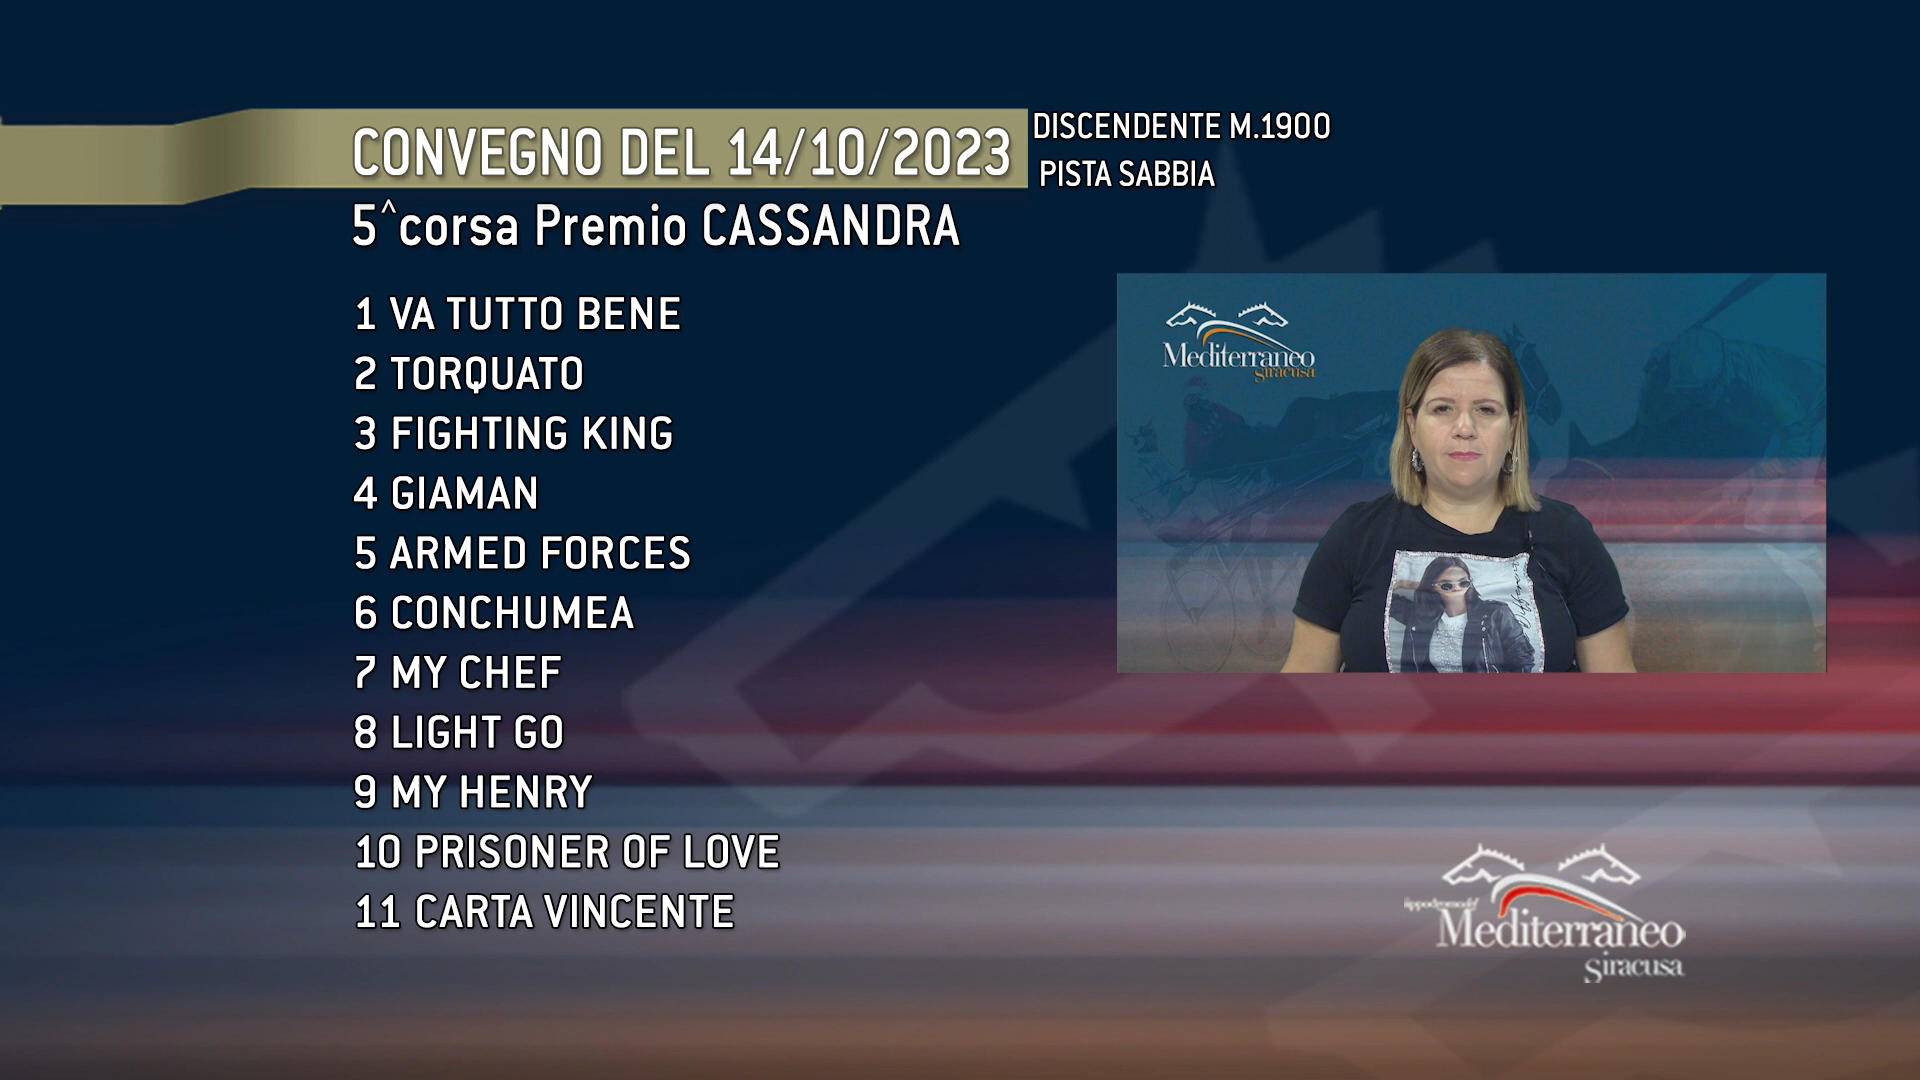 CONVEGNO DEL 14/10/2023
DISCENDENTE M.1900
PISTA SABBIA
5^corsa Premio CASSANDRA
1 VA TUTTO BENE
2 TORQUATO
3 FIGHTING KING
4 GIAMAN
5 ARMED FORCES
6 CONCHUMEA
7 MY CHEF
8 LIGHT GO
9 MY HENRY
10 PRISONER OF LOVE
11 CARTA VINCENTE
Mediterraneo
Siracusa
ippodromo del
Mediterraneo
Siracusa